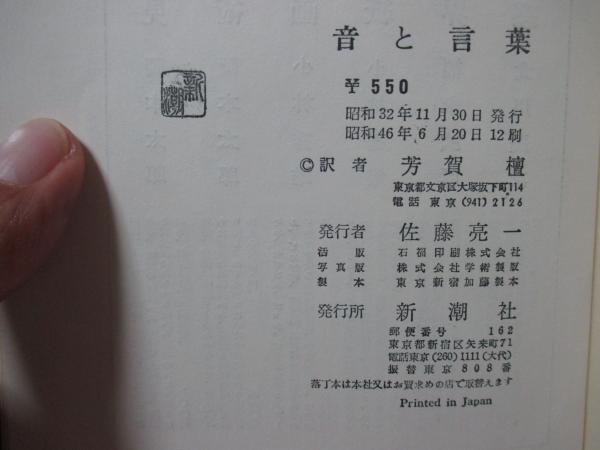 音と言葉
新潮
¥550
昭和32年11月30日 発行
昭和46年6月20日 12刷
©訳者 芳賀檀
東京都文京区大塚坂下町114
電話 東京(941)2126
発行者 佐藤亮一
活版 石福印刷株式会社
写真版 株式会社学術製版
製本 東京新宿加藤製本
発行所 新潮社
郵便番号 162
東京都新宿区矢来町71
電話東京(260)1111(大代)
振替東京808番
落丁本は本社又はお買求めの店で取替えます
Printed in Japan